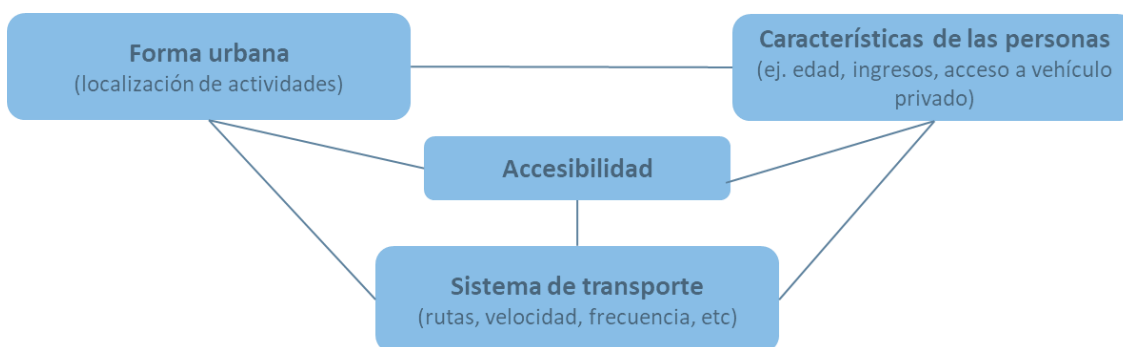 Forma urbana
(localización de actividades)
Características de las personas
(ej. edad, ingresos, acceso a vehículo
privado)
Accesibilidad
Sistema de transporte
(rutas, velocidad, frecuencia, etc)